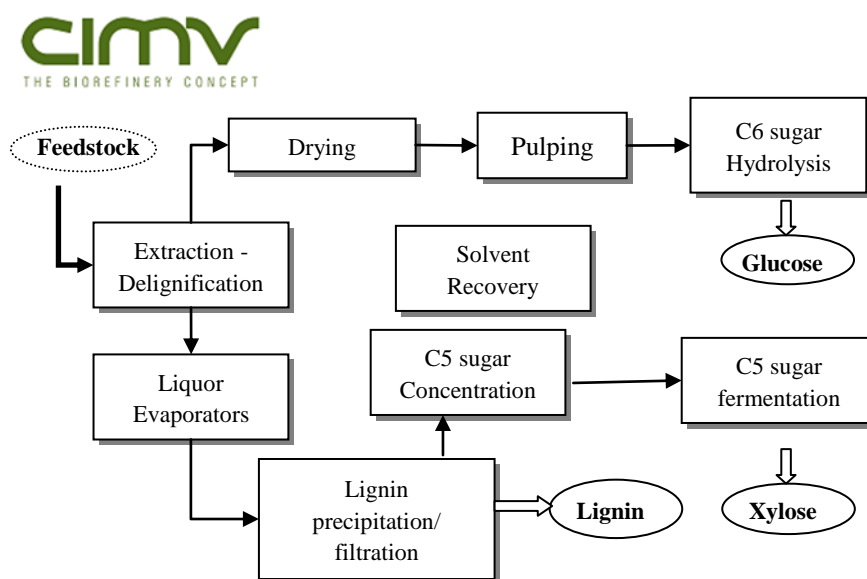 CIMV
THE BIOREFINERY CONCEPT
Feedstock
Drying
Pulping
C6 sugar
Hydrolysis
Extraction -
Delignification
Solvent
Recovery
Glucose
Liquor
Evaporators
C5 sugar
Concentration
C5 sugar
fermentation
Lignin
precipitation/
filtration
Lignin
Xylose